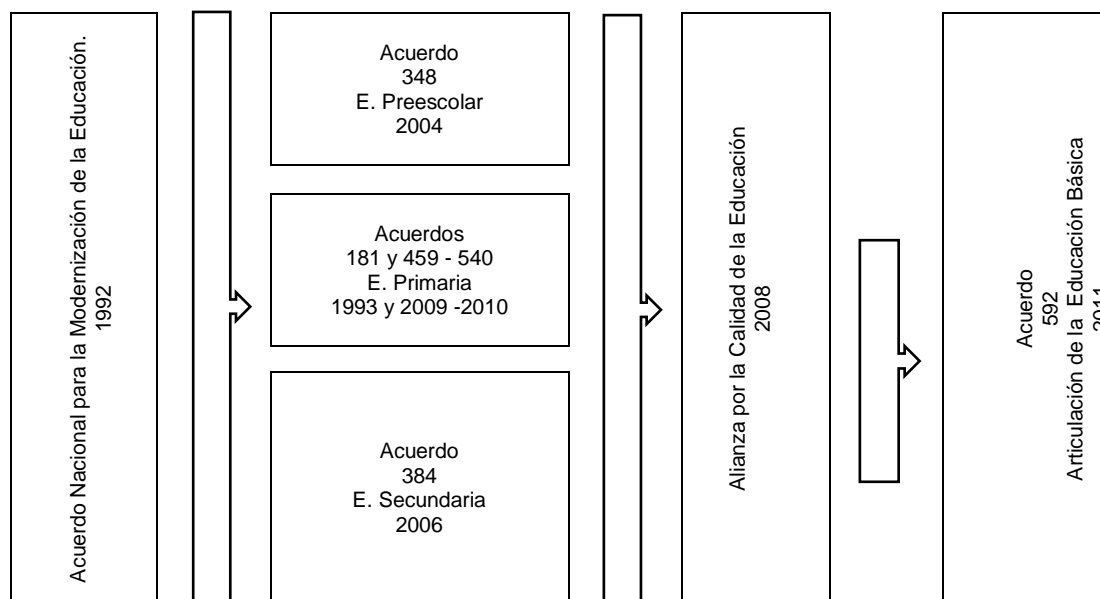 Acuerdo Nacional para la Modernización de la Educación.
1992
Acuerdo
348
E. Preescolar
2004
Acuerdos
181 y 459 - 540
E. Primaria
1993 y 2009 -2010
Acuerdo
384
E. Secundaria
2006
Alianza por la Calidad de la Educación
2008
Acuerdo
592
Articulación de la Educación Básica
2011